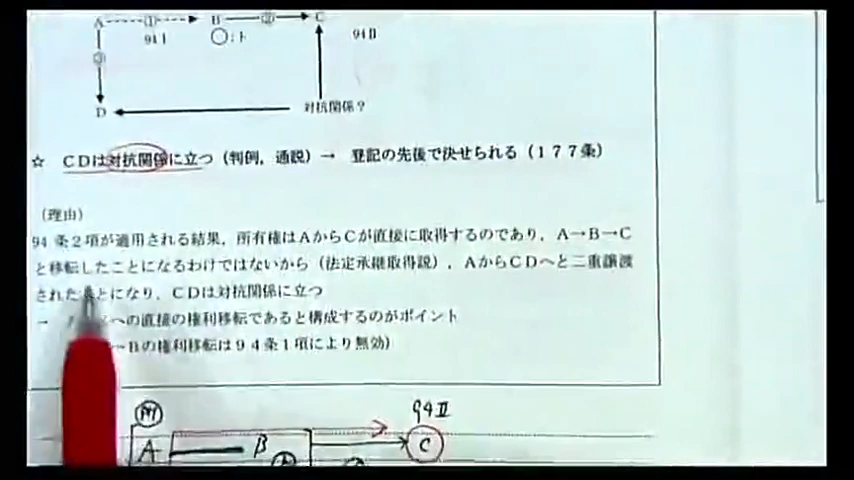 A ① B ② C
94Ⅰ ◯:ト 94Ⅱ
③
D 対抗関係?
☆ CDは対抗関係に立つ(判例,通説)→ 登記の先後で決せられる(177条)
(理由)
94条2項が適用される結果,所有権はAからCが直接に取得するのであり,A→B→C
と移転したことになるわけではないから(法定承継取得説),AからCDへと二重譲渡
された とになり,CDは対抗関係に立つ
→ への直接の権利移転であると構成するのがポイント
→Bの権利移転は94条1項により無効)
94Ⅱ
A B C